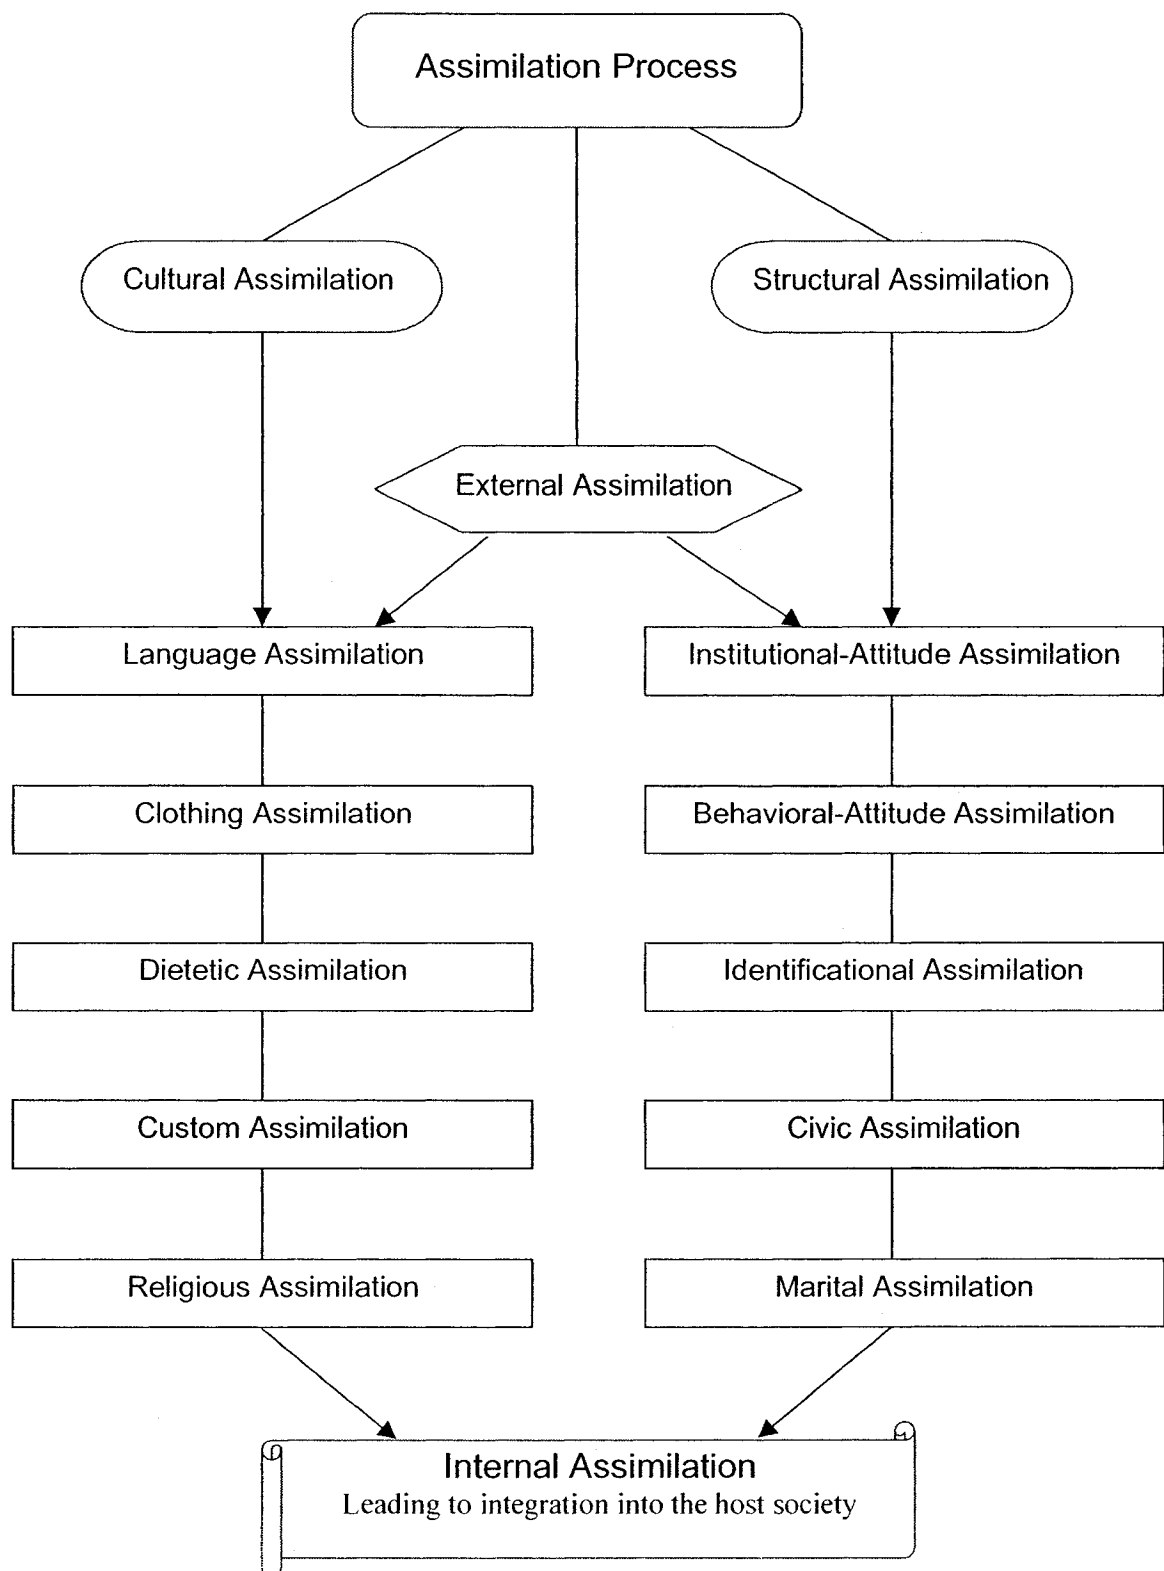 Assimilation Process
Cultural Assimilation
Structural Assimilation
External Assimilation
Language Assimilation
Institutional-Attitude Assimilation
Clothing Assimilation
Behavioral-Attitude Assimilation
Dietetic Assimilation
Identificational Assimilation
Custom Assimilation
Civic Assimilation
Religious Assimilation
Marital Assimilation
Internal Assimilation
Leading to integration into the host society